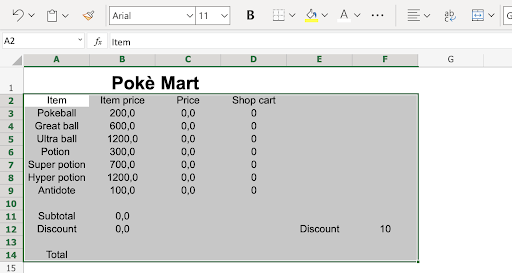 Arial 11 B A
A2 fx Item
A B C D E F G
1 Pokè Mart
2 Item Item price Price Shop cart
3 Pokeball 200,0 0,0 0
4 Great ball 600,0 0,0 0
5 Ultra ball 1200,0 0,0 0
6 Potion 300,0 0,0 0
7 Super potion 700,0 0,0 0
8 Hyper potion 1200,0 0,0 0
9 Antidote 100,0 0,0 0
10
11 Subtotal 0,0
12 Discount 0,0 Discount 10
13
14 Total
15